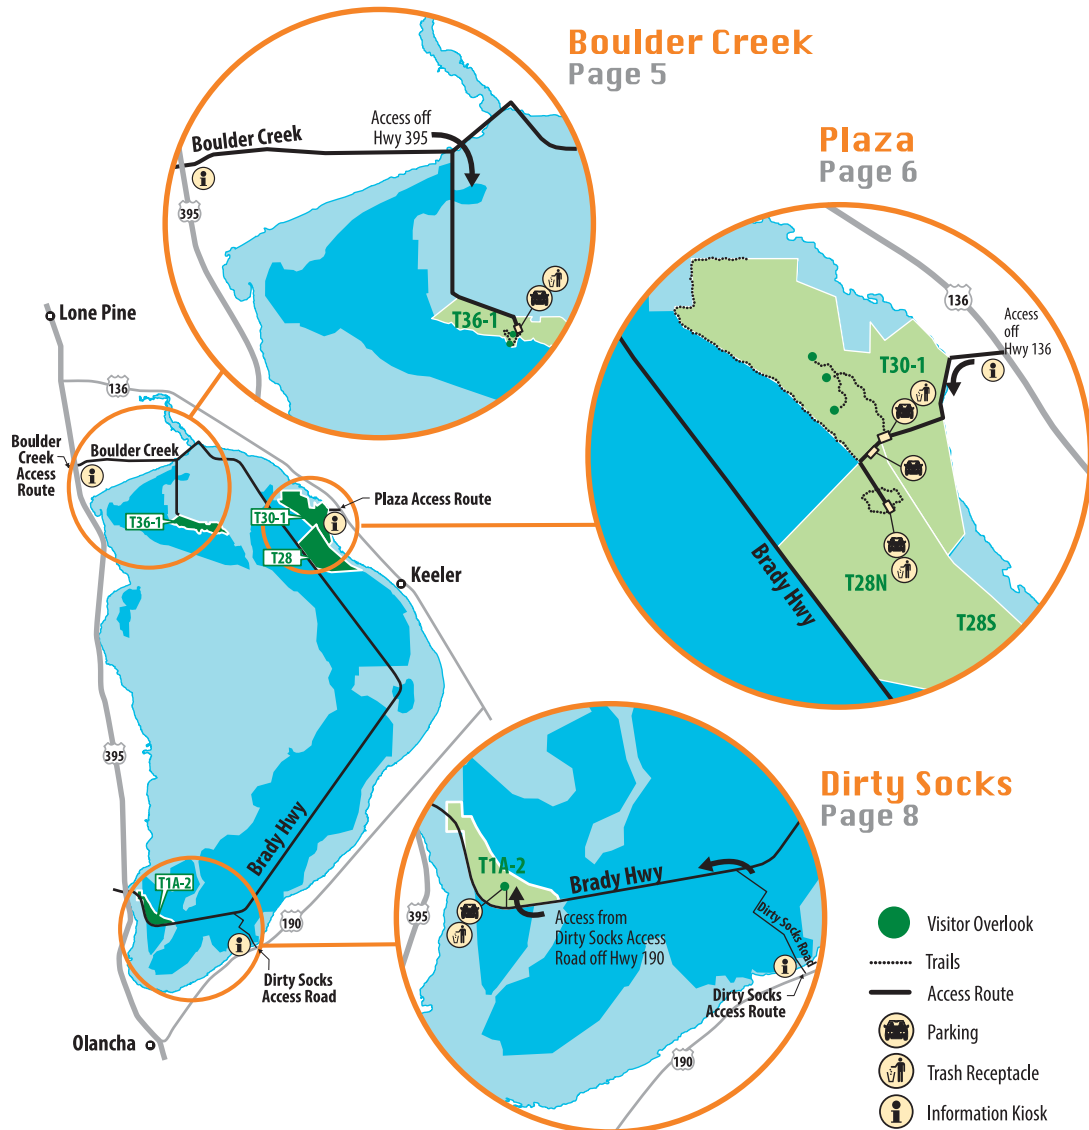 Boulder Creek
Page 5
Access off
Hwy 395
Boulder Creek
395
T36-1
Plaza
Page 6
136
Access
off
Hwy 136
T30-1
Brady Hwy
T28N
T28S
Lone Pine
136
Boulder
Creek
Access
Route
Boulder Creek
Plaza Access Route
T36-1
T30-1
T28
Keeler
395
Brady Hwy
T1A-2
190
Dirty Socks
Access Road
Olancha
Dirty Socks
Page 8
T1A-2
Brady Hwy
395
Access from
Dirty Socks Access
Road off Hwy 190
Dirty Socks Road
Dirty Socks
Access Route
190
Visitor Overlook
Trails
Access Route
Parking
Trash Receptacle
Information Kiosk